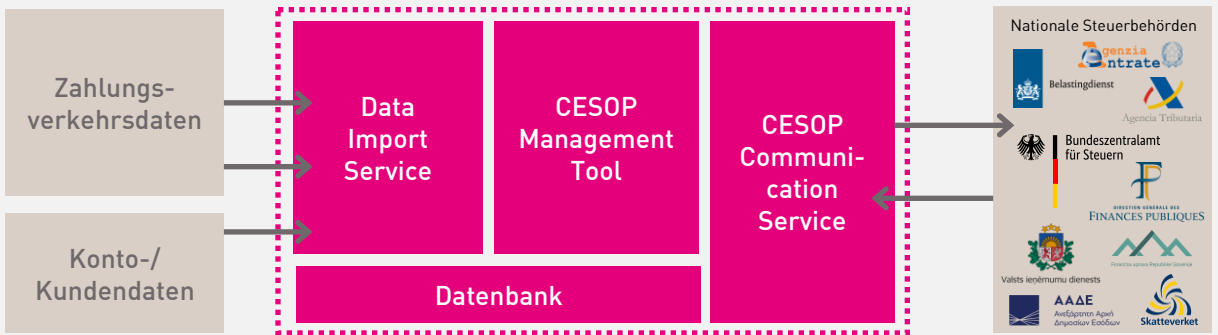 Zahlungs-
verkehrsdaten
Konto-/
Kundendaten
Data
Import
Service
CESOP
Management
Tool
Datenbank
CESOP
Communi-
cation
Service
Nationale Steuerbehörden
Agenzia
Entrate
Belastingdienst
Agencia Tributaria
Bundeszentralamt
für Steuern
DIRECTION GÉNÉRALE DES
FINANCES PUBLIQUES
Valsts ieņēmumu dienests
Finančna uprava Republike Slovenije
ΑΑΔΕ
Ανεξάρτητη Αρχή
Δημοσίων Εσόδων
Skatteverket